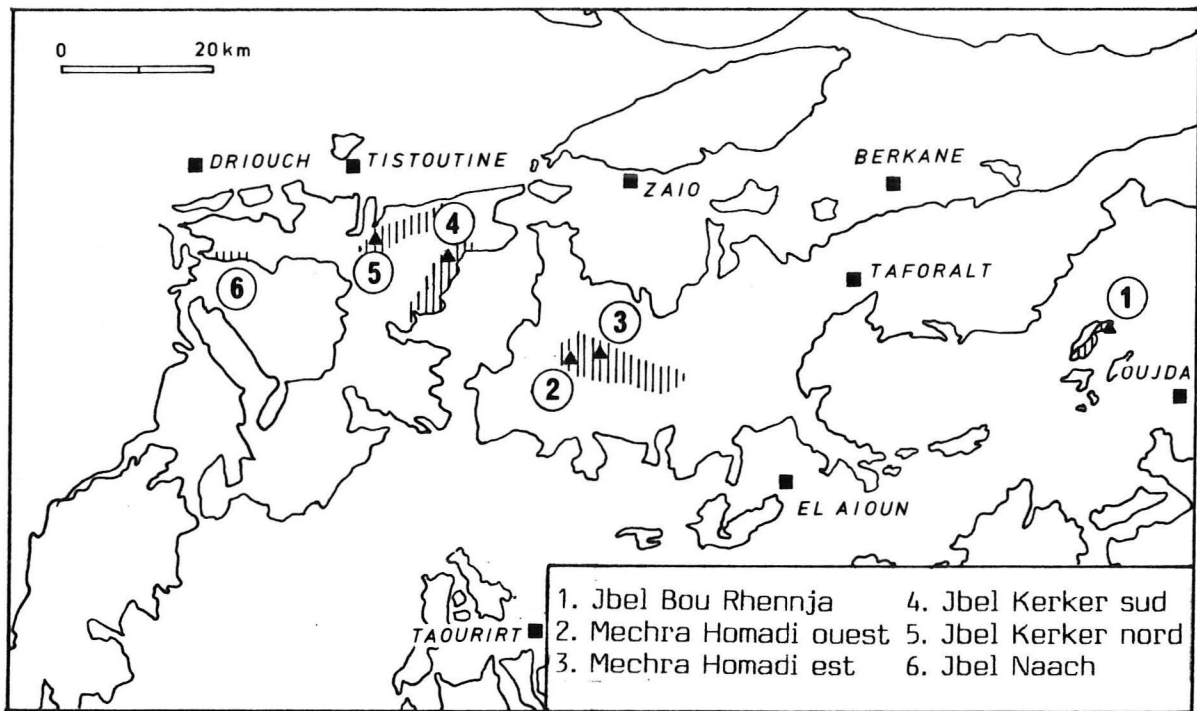 0 20 km
DRIOUCH
TISTOUTINE
ZAIO
BERKANE
TAFORALT
OUJDA
EL AIOUN
TAOURIRT
4
5
6
3
2
1
1. Jbel Bou Rhennja
2. Mechra Homadi ouest
3. Mechra Homadi est
4. Jbel Kerker sud
5. Jbel Kerker nord
6. Jbel Naach